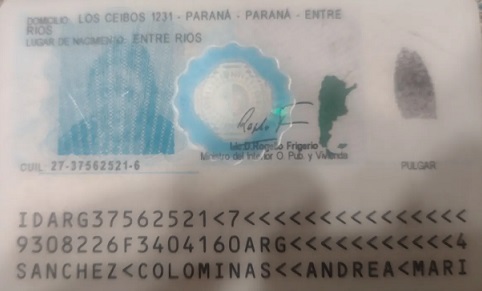 DOMICILIO: LOS CEIBOS 1231 - PARANÁ - PARANÁ - ENTRE
RIOS
LUGAR DE NACIMIENTO: ENTRE RIOS
Rogelio Frigerio
Ministro del Interior O. Pub. y Vivienda
CUIL 27-37562521-6
PULGAR
IDARG37562521<7<<<<<<<<<<<<<<<
9308226F3404160ARG<<<<<<<<<<<4
SANCHEZ<COLOMINAS<<ANDREA<MARI